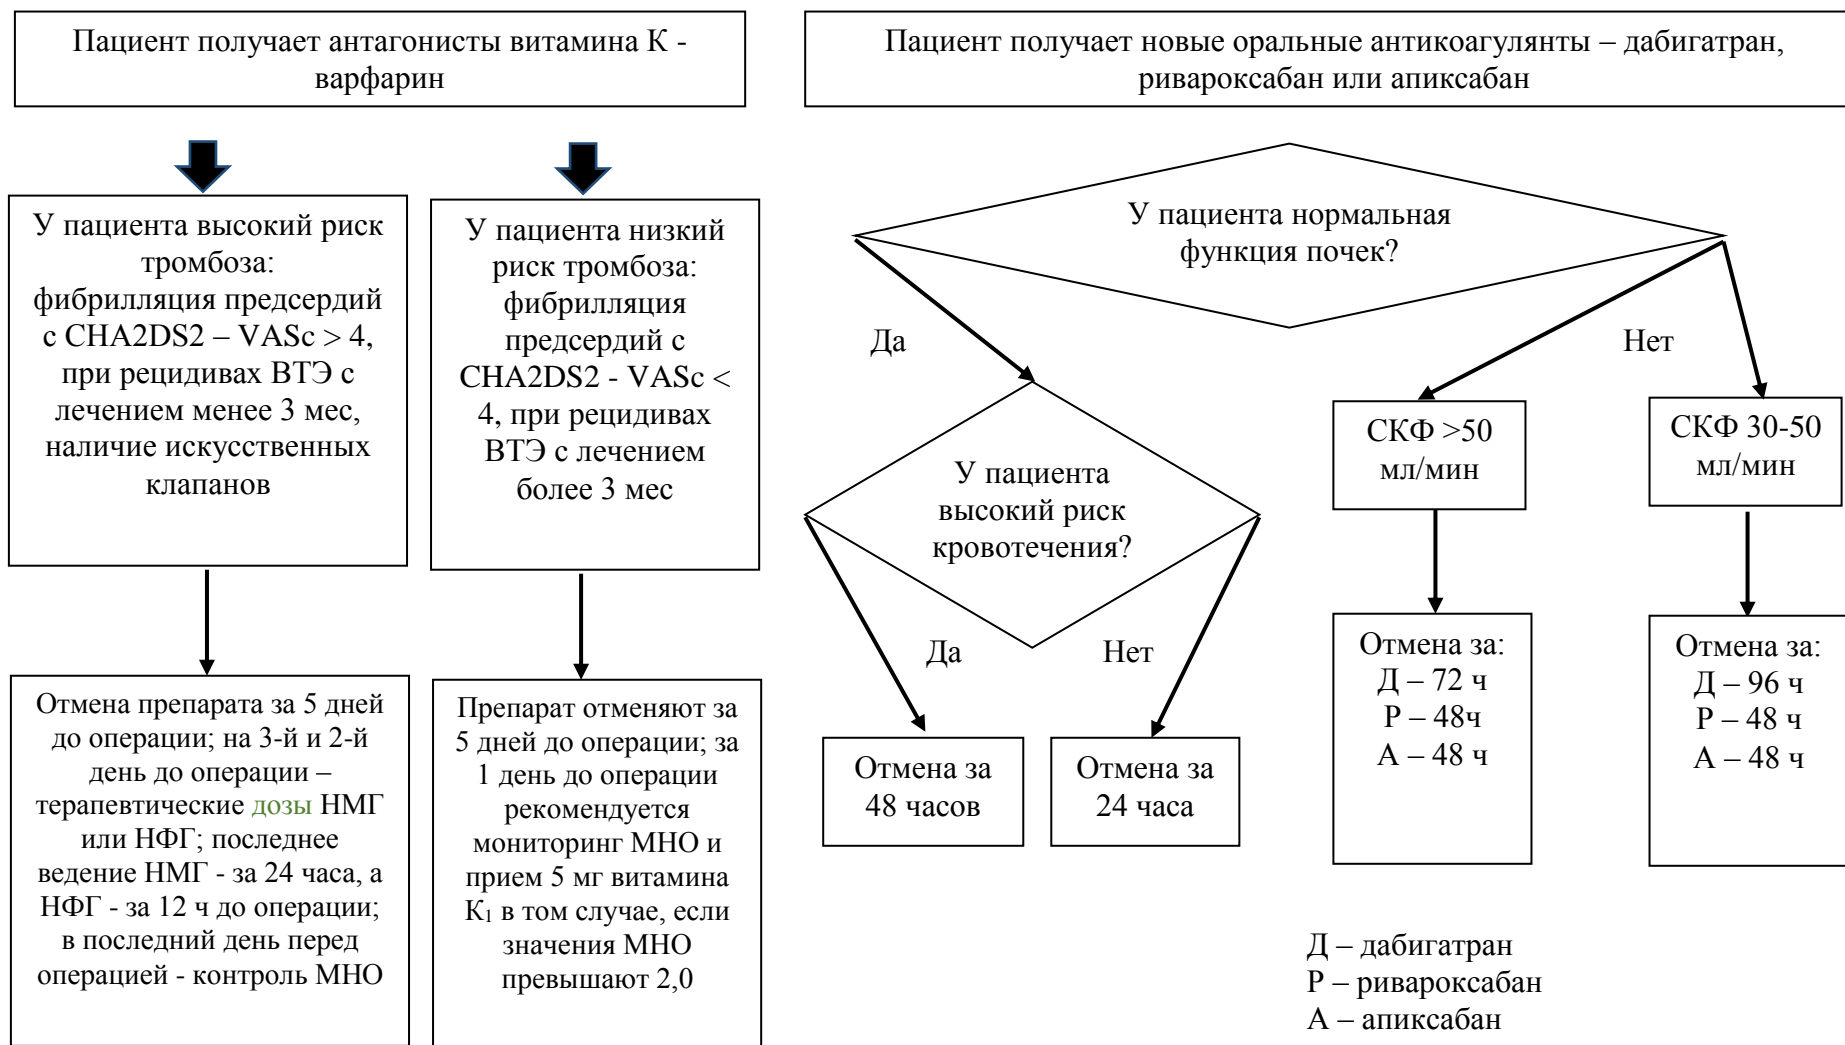 Пациент получает антагонисты витамина К -
варфарин
Пациент получает новые оральные антикоагулянты – дабигатран,
ривароксабан или апиксабан
У пациента высокий риск
тромбоза:
фибрилляция предсердий
с CHA2DS2 – VASc > 4,
при рецидивах ВТЭ с
лечением менее 3 мес,
наличие искусственных
клапанов
У пациента низкий
риск тромбоза:
фибрилляция
предсердий с
CHA2DS2 - VASc <
4, при рецидивах
ВТЭ с лечением
более 3 мес
У пациента нормальная
функция почек?
Да
Нет
У пациента
высокий риск
кровотечения?
СКФ >50
мл/мин
СКФ 30-50
мл/мин
Да
Нет
Отмена препарата за 5 дней
до операции; на 3-й и 2-й
день до операции –
терапевтические дозы НМГ
или НФГ; последнее
ведение НМГ - за 24 часа, а
НФГ - за 12 ч до операции;
в последний день перед
операцией - контроль МНО
Препарат отменяют за
5 дней до операции; за
1 день до операции
рекомендуется
мониторинг МНО и
прием 5 мг витамина
К₁ в том случае, если
значения МНО
превышают 2,0
Отмена за
48 часов
Отмена за
24 часа
Отмена за:
Д – 72 ч
Р – 48ч
А – 48 ч
Отмена за:
Д – 96 ч
Р – 48 ч
А – 48 ч
Д – дабигатран
Р – ривароксабан
А – апиксабан